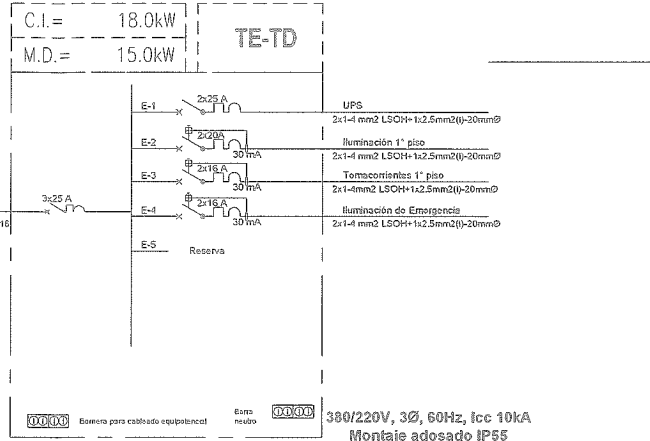 C.I.= 18.0kW
TE-TD
M.D.= 15.0kW
E-1 2x25 A UPS
2x1-4 mm2 LSOH+1x2.5mm2(t)-20mmØ
E-2 2x20A Iluminación 1° piso
30 mA 2x1-4 mm2 LSOH+1x2.5mm2(t)-20mmØ
E-3 2x16 A Tomacorrientes 1° piso
30 mA 2x1-4mm2 LSOH+1x2.5mm2(t)-20mmØ
3x25 A
E-4 2x16 A Iluminación de Emergencia
16 30 mA 2x1-4 mm2 LSOH+1x2.5mm2(t)-20mmØ
E-5 Reserva
Bornera para cableado equipotencial
Barra neutro
380/220V, 3Ø, 60Hz, Icc 10kA
Montaje adosado IP55